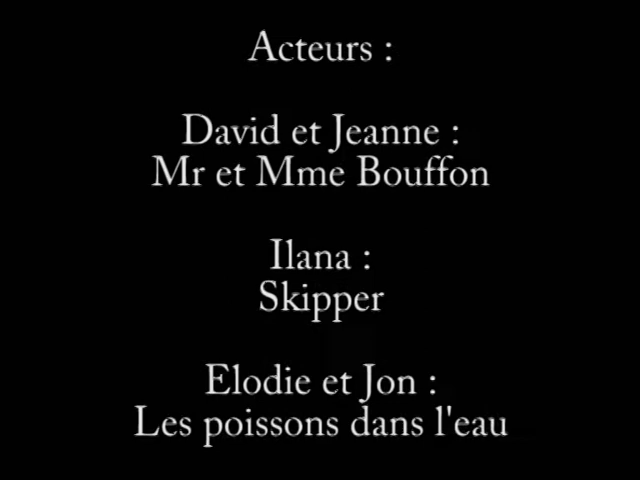 Acteurs :
David et Jeanne :
Mr et Mme Bouffon
Ilana :
Skipper
Elodie et Jon :
Les poissons dans l'eau